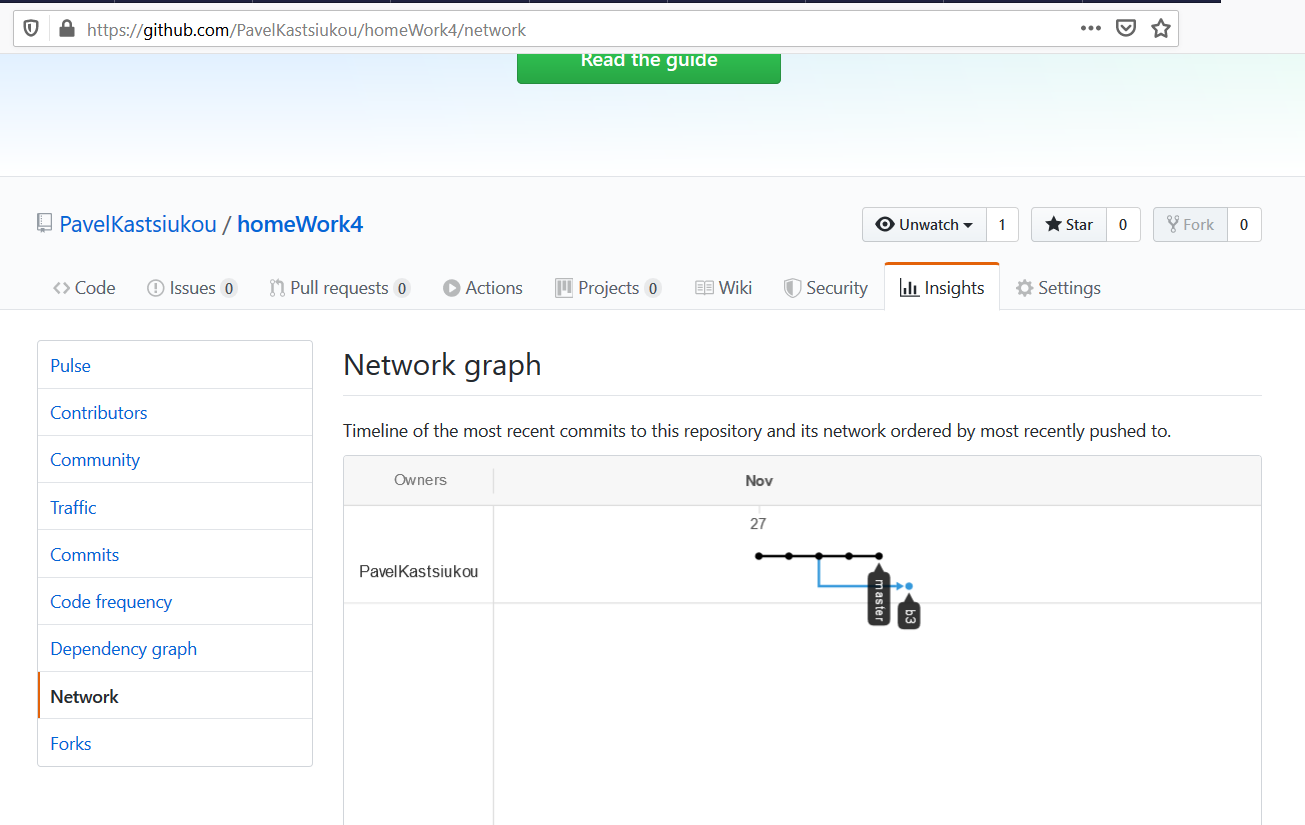 https://github.com/PavelKastsiukou/homeWork4/network
Read the guide
PavelKastsiukou / homeWork4
Unwatch 1 Star 0 Fork 0
Code Issues 0 Pull requests 0 Actions Projects 0 Wiki Security Insights Settings
Pulse
Contributors
Community
Traffic
Commits
Code frequency
Dependency graph
Network
Forks
Network graph
Timeline of the most recent commits to this repository and its network ordered by most recently pushed to.
Owners Nov
27
PavelKastsiukou
master
b3